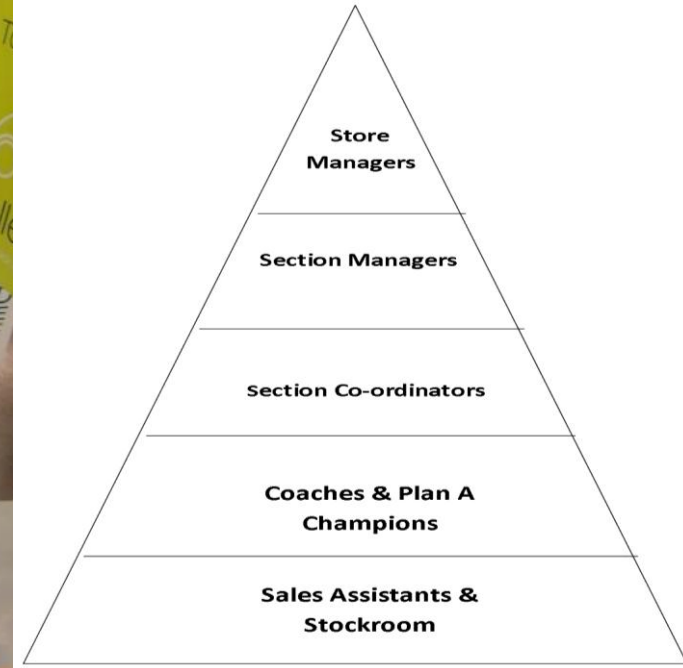 Store
Managers
Section Managers
Section Co-ordinators
Coaches & Plan A
Champions
Sales Assistants &
Stockroom